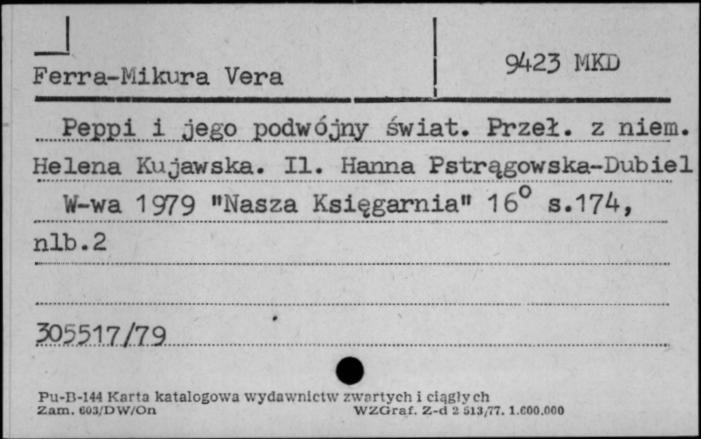 Ferra-Mikura Vera
9423 MKD
Peppi i jego podwójny świat. Przeł. z niem.
Helena Kujawska. Il. Hanna Pstrągowska-Dubiel
W-wa 1979 "Nasza Księgarnia" 16° s.174,
nlb.2
305517/79
Pu-B-144 Karta katalogowa wydawnictw zwartych i ciągłych
Zam. 603/DW/On WZGraf. Z-d 2 513/77. 1.600.000